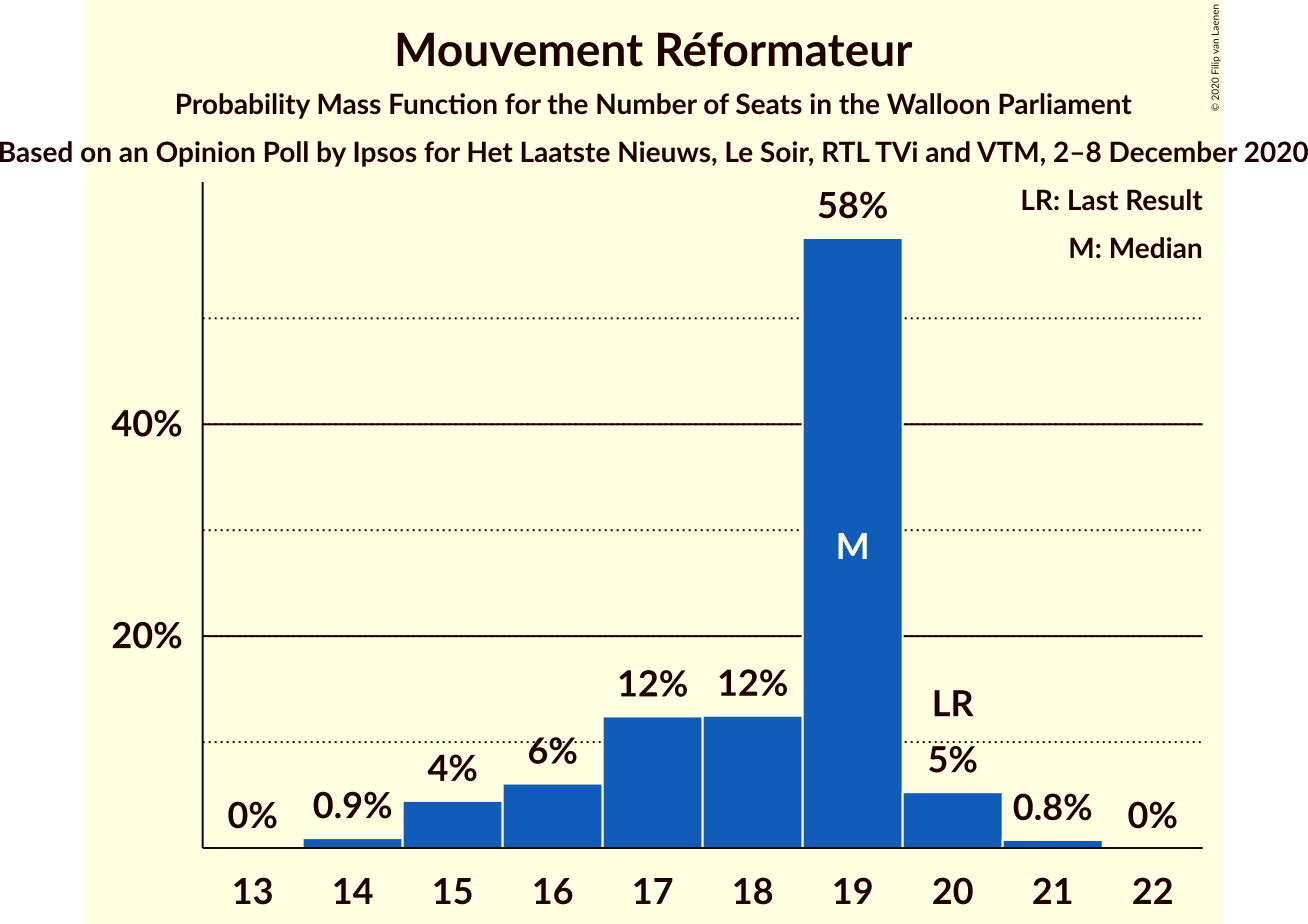 Mouvement Réformateur
Probability Mass Function for the Number of Seats in the Walloon Parliament
Based on an Opinion Poll by Ipsos for Het Laatste Nieuws, Le Soir, RTL TVi and VTM, 2–8 December 2020
© 2020 Filip van Laenen
LR: Last Result
M: Median
58%
40%
M
20%
12%
12%
LR
6%
5%
4%
0.9%
0.8%
0%
0%
13 14 15 16 17 18 19 20 21 22